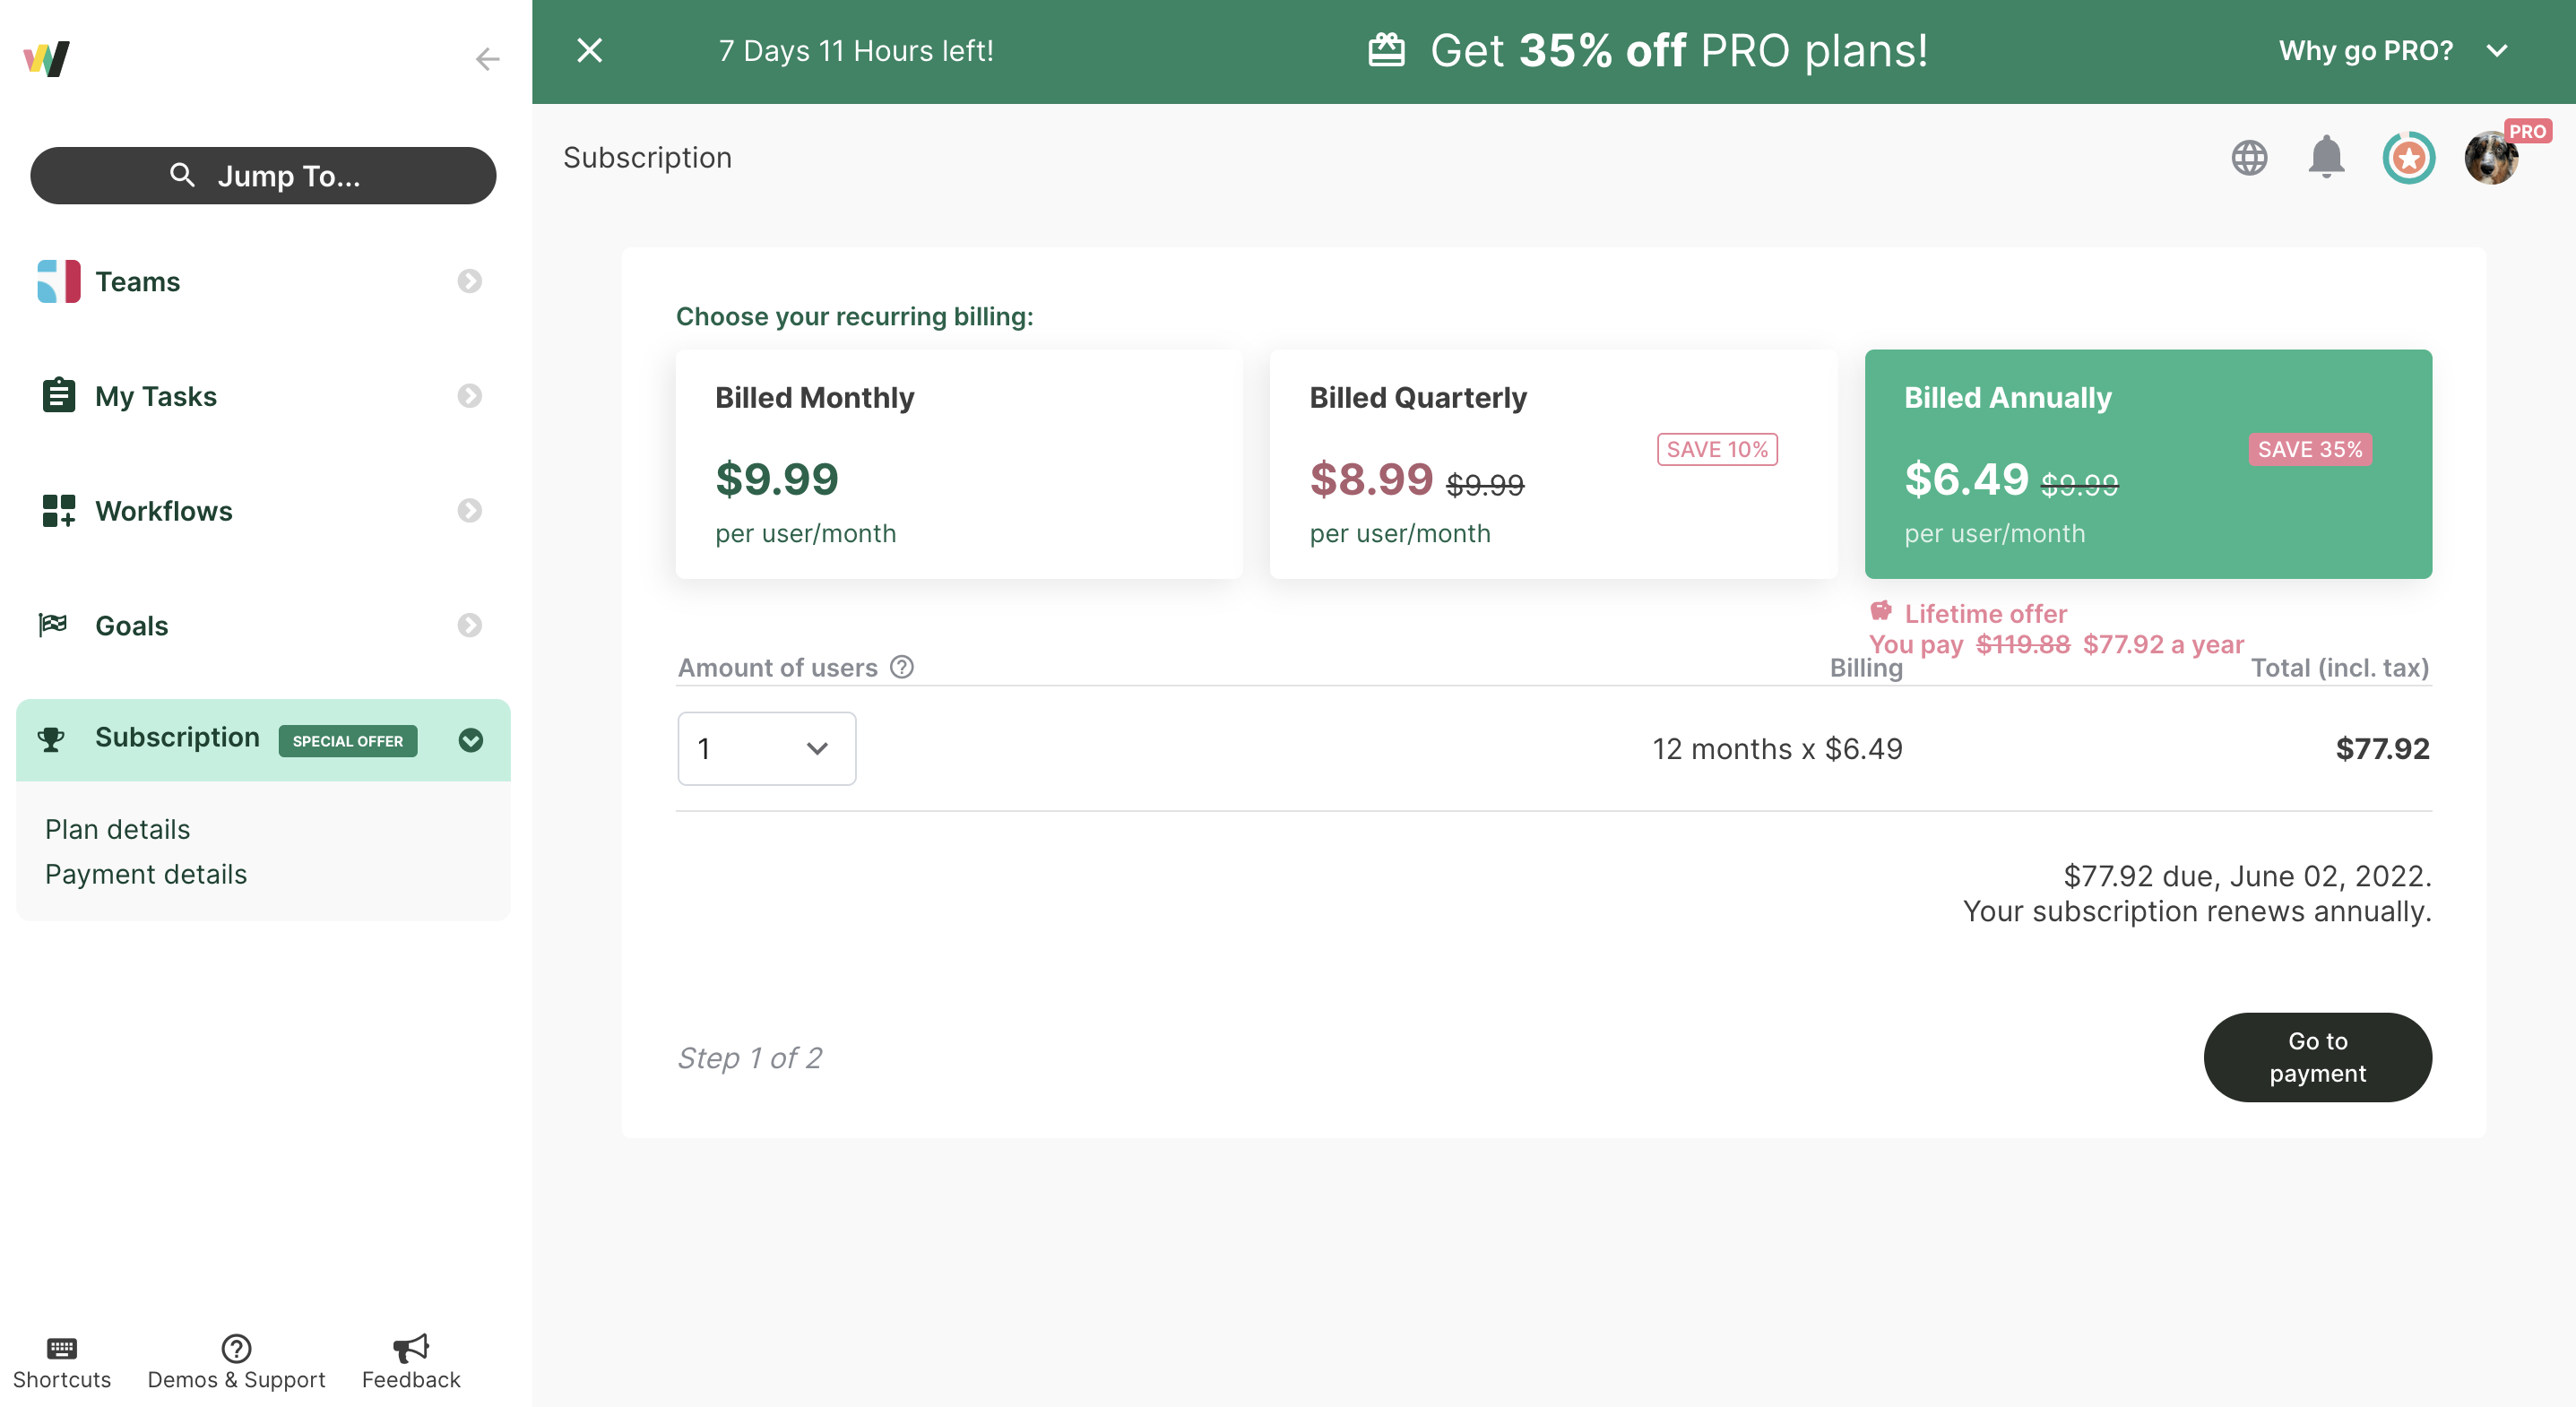 7 Days 11 Hours left!
Get 35% off PRO plans!
Why go PRO?
Jump To...
Teams
My Tasks
Workflows
Goals
Subscription SPECIAL OFFER
Plan details
Payment details
Shortcuts
Demos & Support
Feedback
Subscription
PRO
Choose your recurring billing:
Billed Monthly
$9.99
per user/month
Billed Quarterly
SAVE 10%
$8.99 $9.99
per user/month
Billed Annually
SAVE 35%
$6.49 $9.99
per user/month
Lifetime offer
You pay $119.88 $77.92 a year
Amount of users
Billing
Total (incl. tax)
1
12 months x $6.49
$77.92
$77.92 due, June 02, 2022.
Your subscription renews annually.
Step 1 of 2
Go to
payment